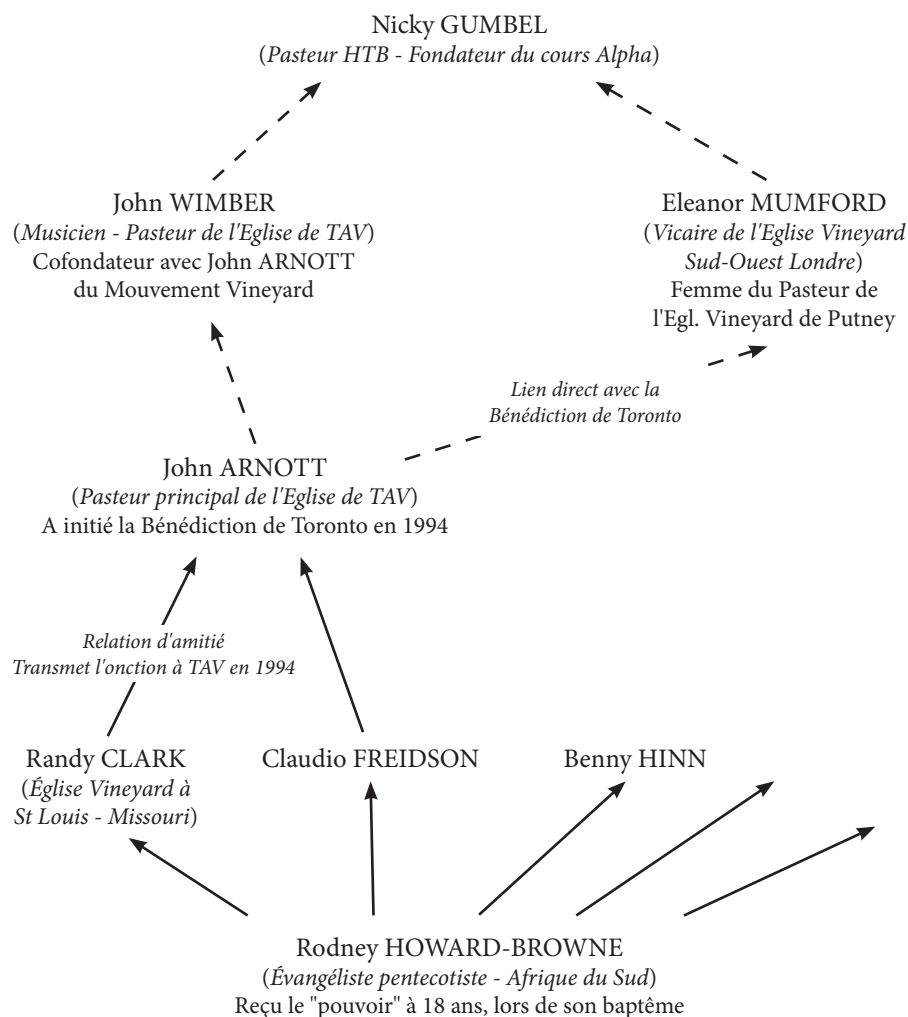 Nicky GUMBEL
(Pasteur HTB - Fondateur du cours Alpha)
John WIMBER
(Musicien - Pasteur de l'Eglise de TAV)
Cofondateur avec John ARNOTT
du Mouvement Vineyard
Eleanor MUMFORD
(Vicaire de l'Eglise Vineyard
Sud-Ouest Londre)
Femme du Pasteur de
l'Egl. Vineyard de Putney
Lien direct avec la
Bénédiction de Toronto
John ARNOTT
(Pasteur principal de l'Eglise de TAV)
A initié la Bénédiction de Toronto en 1994
Relation d'amitié
Transmet l'onction à TAV en 1994
Randy CLARK
(Église Vineyard à
St Louis - Missouri)
Claudio FREIDSON
Benny HINN
Rodney HOWARD-BROWNE
(Évangéliste pentecotiste - Afrique du Sud)
Reçu le "pouvoir" à 18 ans, lors de son baptême